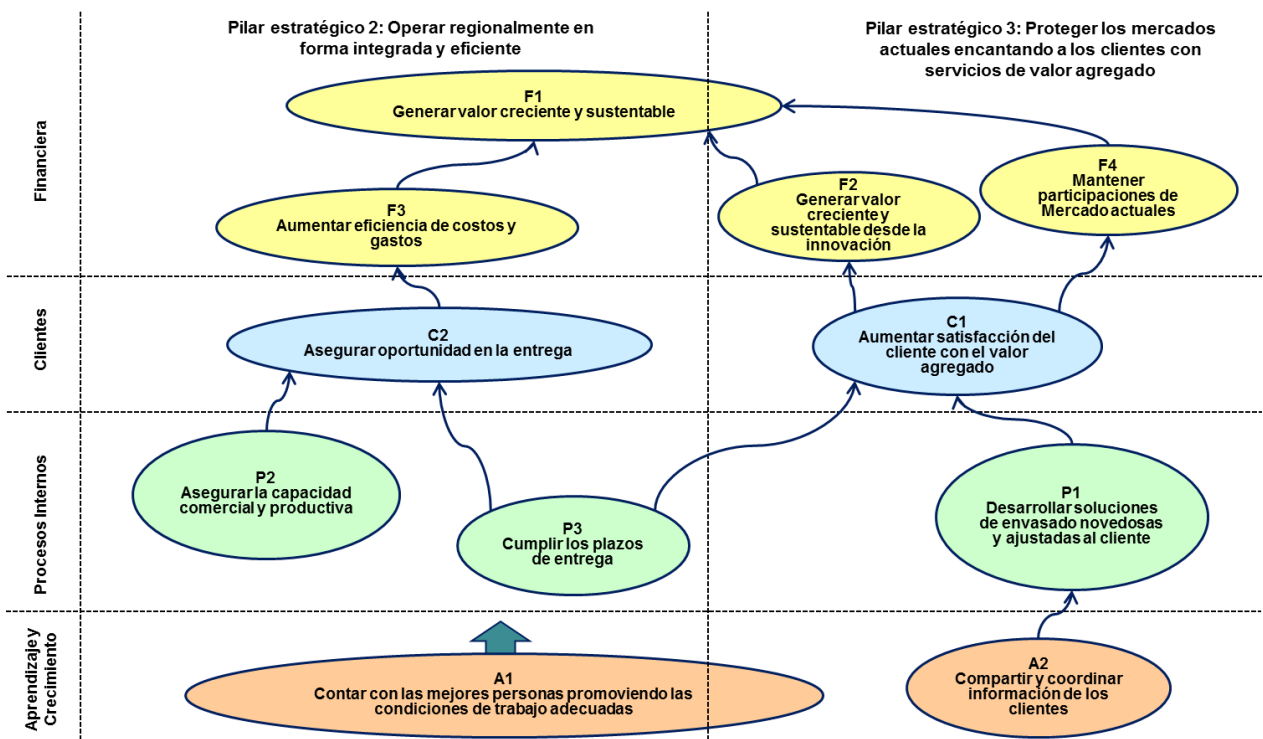 Pilar estratégico 2: Operar regionalmente en
forma integrada y eficiente
Pilar estratégico 3: Proteger los mercados
actuales encantando a los clientes con
servicios de valor agregado
Financiera
F1
Generar valor creciente y sustentable
F3
Aumentar eficiencia de costos y
gastos
F2
Generar valor
creciente y
sustentable desde la
innovación
F4
Mantener
participaciones de
Mercado actuales
Clientes
C2
Asegurar oportunidad en la entrega
C1
Aumentar satisfacción del
cliente con el valor
agregado
Procesos Internos
P2
Asegurar la capacidad
comercial y productiva
P3
Cumplir los plazos
de entrega
P1
Desarrollar soluciones
de envasado novedosas
y ajustadas al cliente
Aprendizaje y
Crecimiento
A1
Contar con las mejores personas promoviendo las
condiciones de trabajo adecuadas
A2
Compartir y coordinar
información de los
clientes